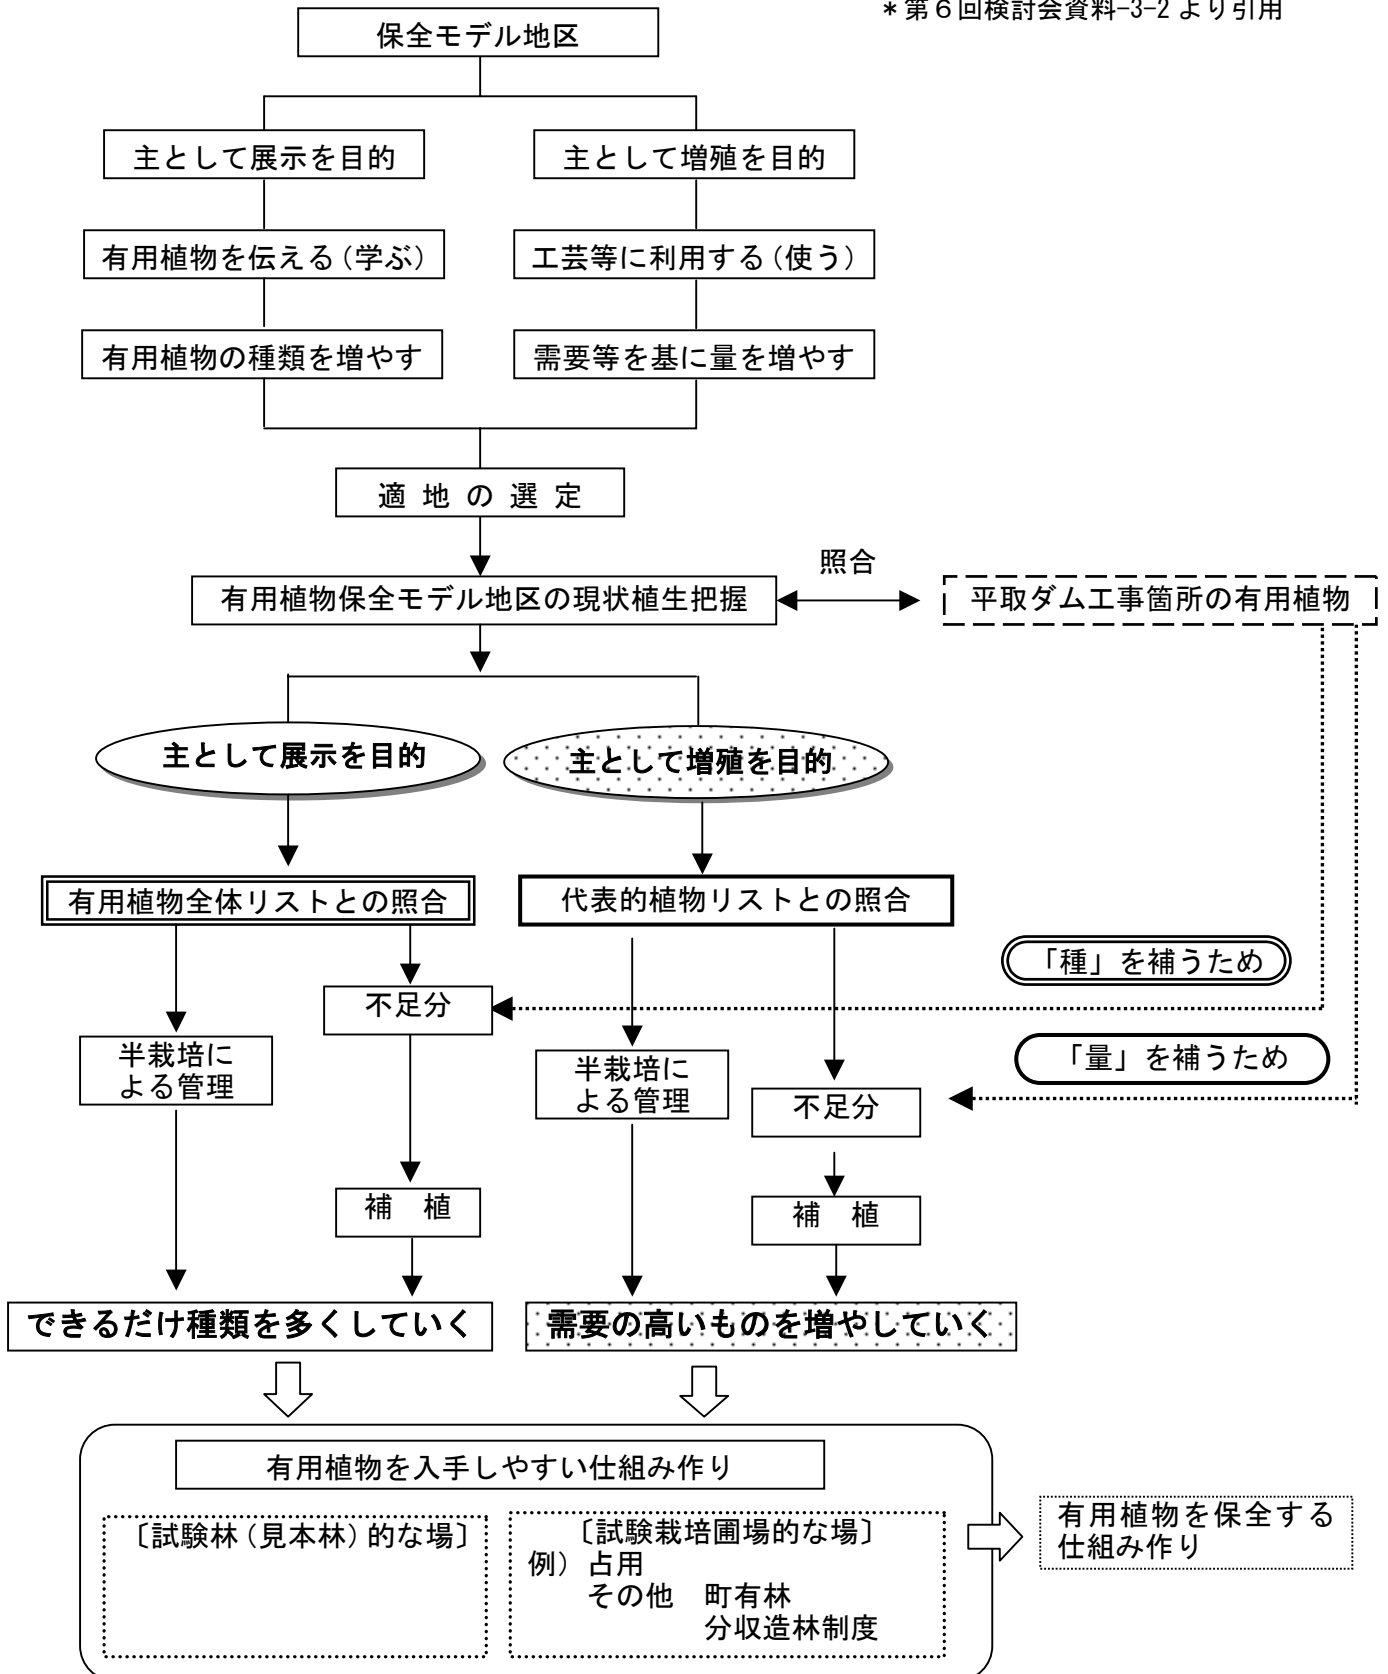 ＊第６回検討会資料-3-2 より引用
保全モデル地区
主として展示を目的
主として増殖を目的
有用植物を伝える（学ぶ）
工芸等に利用する（使う）
有用植物の種類を増やす
需要等を基に量を増やす
適 地 の 選 定
照合
有用植物保全モデル地区の現状植生把握
平取ダム工事箇所の有用植物
主として展示を目的
主として増殖を目的
有用植物全体リストとの照合
代表的植物リストとの照合
「種」を補うため
不足分
半栽培に
よる管理
「量」を補うため
半栽培に
よる管理
不足分
補　植
補　植
できるだけ種類を多くしていく
需要の高いものを増やしていく
有用植物を入手しやすい仕組み作り
〔試験林（見本林）的な場〕
〔試験栽培圃場的な場〕
例）占用
その他　町有林
分収造林制度
有用植物を保全する
仕組み作り